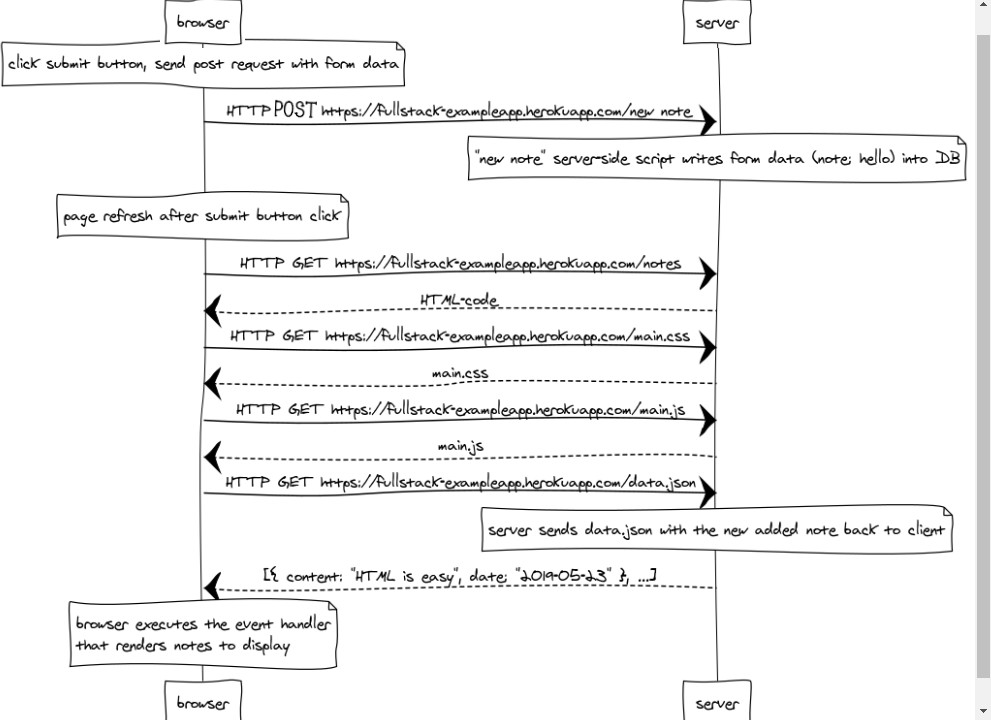 browser server
click submit button, send post request with form data
HTTP POST https://fullstack-exampleapp.herokuapp.com/new note
"new note" server-side script writes form data (note: hello) into DB
page refresh after submit button click
HTTP GET https://fullstack-exampleapp.herokuapp.com/notes
HTML-code
HTTP GET https://fullstack-exampleapp.herokuapp.com/main.css
main.css
HTTP GET https://fullstack-exampleapp.herokuapp.com/main.js
main.js
HTTP GET https://fullstack-exampleapp.herokuapp.com/data.json
server sends data.json with the new added note back to client
[{ content: "HTML is easy", date: "2019-05-23" }, ...]
browser executes the event handler
that renders notes to display
browser server